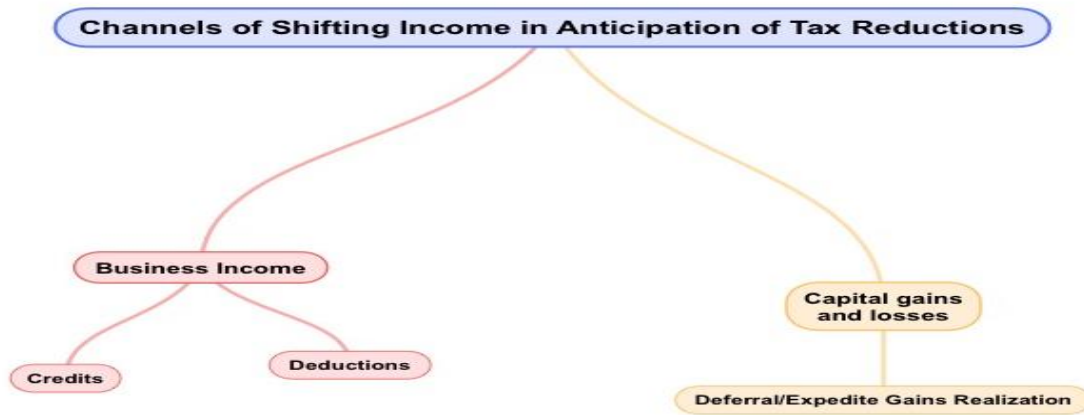 Channels of Shifting Income in Anticipation of Tax Reductions
Business Income
Capital gains
and losses
Credits
Deductions
Deferral/Expedite Gains Realization